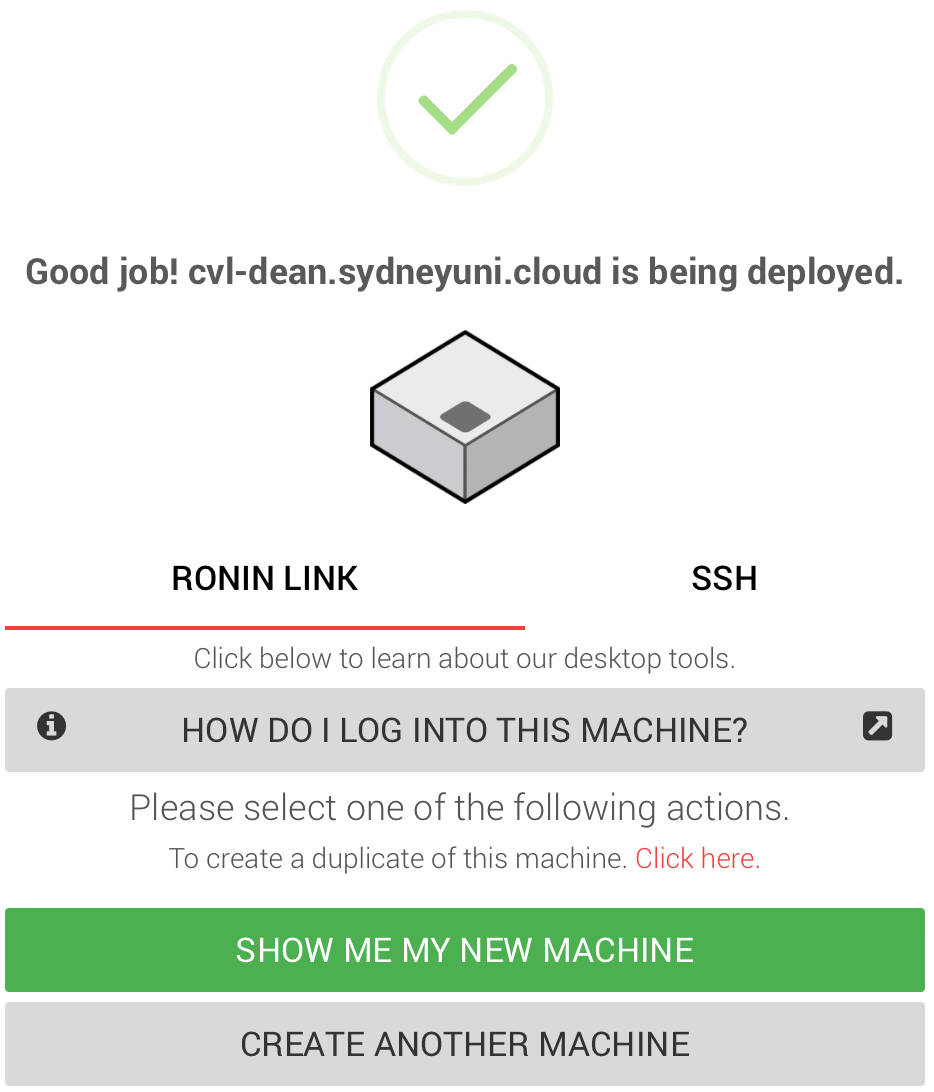 Good job! cvl-dean.sydneyuni.cloud is being deployed.
RONIN LINK
SSH
Click below to learn about our desktop tools.
HOW DO I LOG INTO THIS MACHINE?
Please select one of the following actions.
To create a duplicate of this machine. Click here.
SHOW ME MY NEW MACHINE
CREATE ANOTHER MACHINE